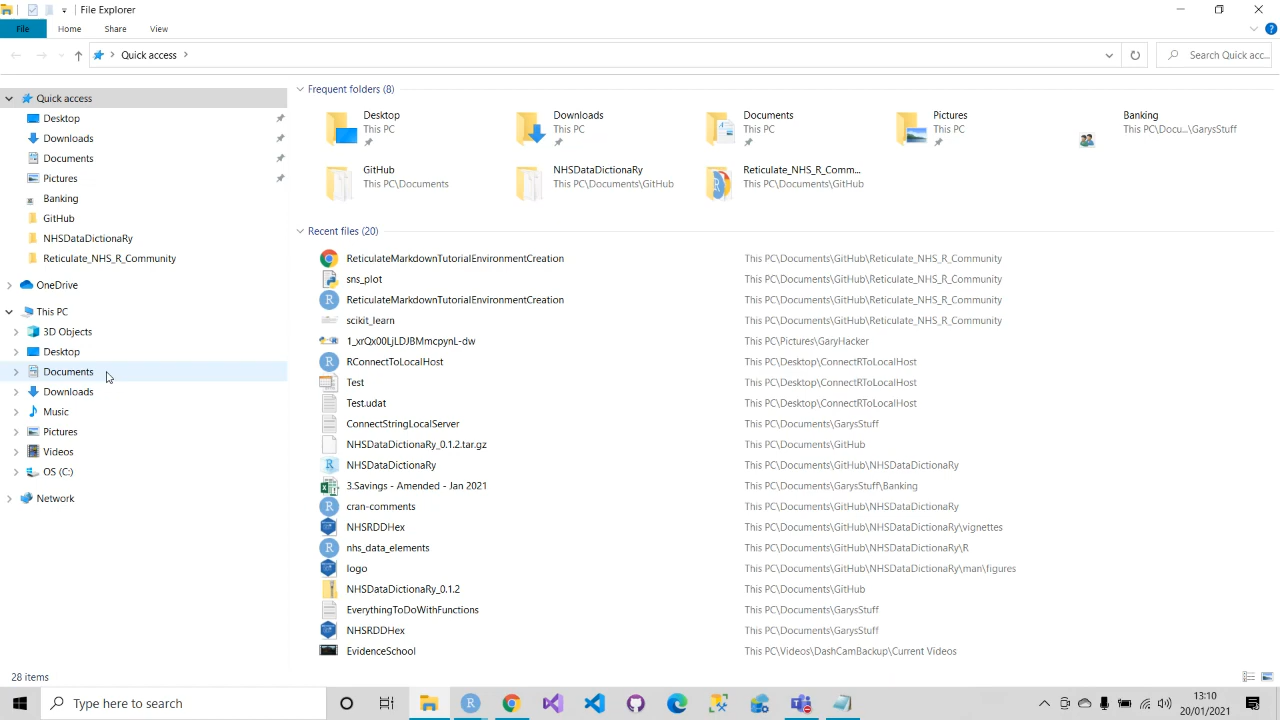 File Explorer
File Home Share View
Quick access
Search Quick acc...
Quick access
Desktop
Downloads
Documents
Pictures
Banking
GitHub
NHSDataDictionaRy
Reticulate_NHS_R_Community
OneDrive
This PC
3D Objects
Desktop
Documents
Downloads
Music
Pictures
Videos
OS (C:)
Network
Frequent folders (8)
Desktop
This PC
Downloads
This PC
Documents
This PC
Pictures
This PC
Banking
This PC\Docu...\GarysStuff
GitHub
This PC\Documents
NHSDataDictionaRy
This PC\Documents\GitHub
Reticulate_NHS_R_Comm...
This PC\Documents\GitHub
Recent files (20)
ReticulateMarkdownTutorialEnvironmentCreation This PC\Documents\GitHub\Reticulate_NHS_R_Community
sns_plot This PC\Documents\GitHub\Reticulate_NHS_R_Community
ReticulateMarkdownTutorialEnvironmentCreation This PC\Documents\GitHub\Reticulate_NHS_R_Community
scikit_learn This PC\Documents\GitHub\Reticulate_NHS_R_Community
1_xrQx00LjLDJBMmcpynL-dw This PC\Pictures\GaryHacker
RConnectToLocalHost This PC\Desktop\ConnectRToLocalHost
Test This PC\Desktop\ConnectRToLocalHost
Test.udat This PC\Desktop\ConnectRToLocalHost
ConnectStringLocalServer This PC\Documents\GarysStuff
NHSDataDictionaRy_0.1.2.tar.gz This PC\Documents\GitHub
NHSDataDictionaRy This PC\Documents\GitHub\NHSDataDictionaRy
3.Savings - Amended - Jan 2021 This PC\Documents\GarysStuff\Banking
cran-comments This PC\Documents\GitHub\NHSDataDictionaRy
NHSRDDHex This PC\Documents\GitHub\NHSDataDictionaRy\vignettes
nhs_data_elements This PC\Documents\GitHub\NHSDataDictionaRy\R
logo This PC\Documents\GitHub\NHSDataDictionaRy\man\figures
NHSDataDictionaRy_0.1.2 This PC\Documents\GitHub
EverythingToDoWithFunctions This PC\Documents\GarysStuff
NHSRDDHex This PC\Documents\GarysStuff
EvidenceSchool This PC\Videos\DashCamBackup\Current Videos
28 items
Type here to search
13:10
20/01/2021